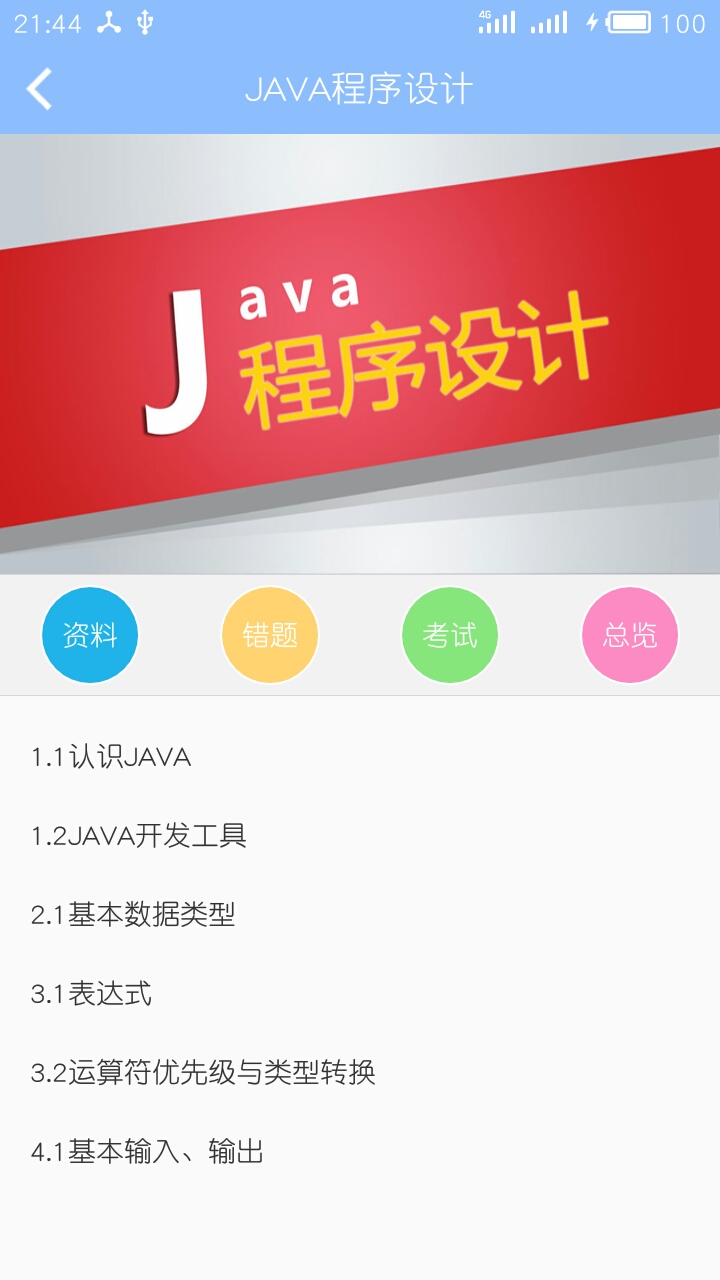 21:44 4G 100
JAVA程序设计
Java
程序设计
资料 错题 考试 总览
1.1认识JAVA
1.2JAVA开发工具
2.1基本数据类型
3.1表达式
3.2运算符优先级与类型转换
4.1基本输入、输出